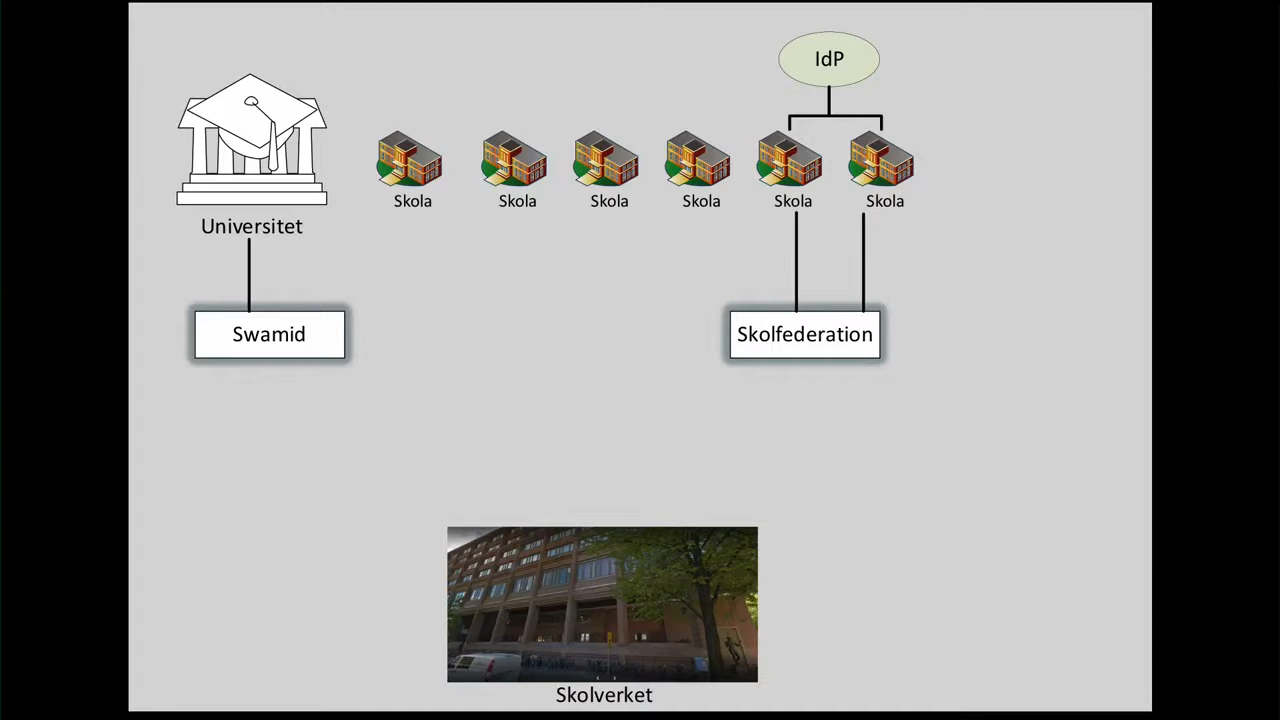 IdP
Universitet
Skola
Skola
Skola
Skola
Skola
Skola
Swamid
Skolfederation
Skolverket